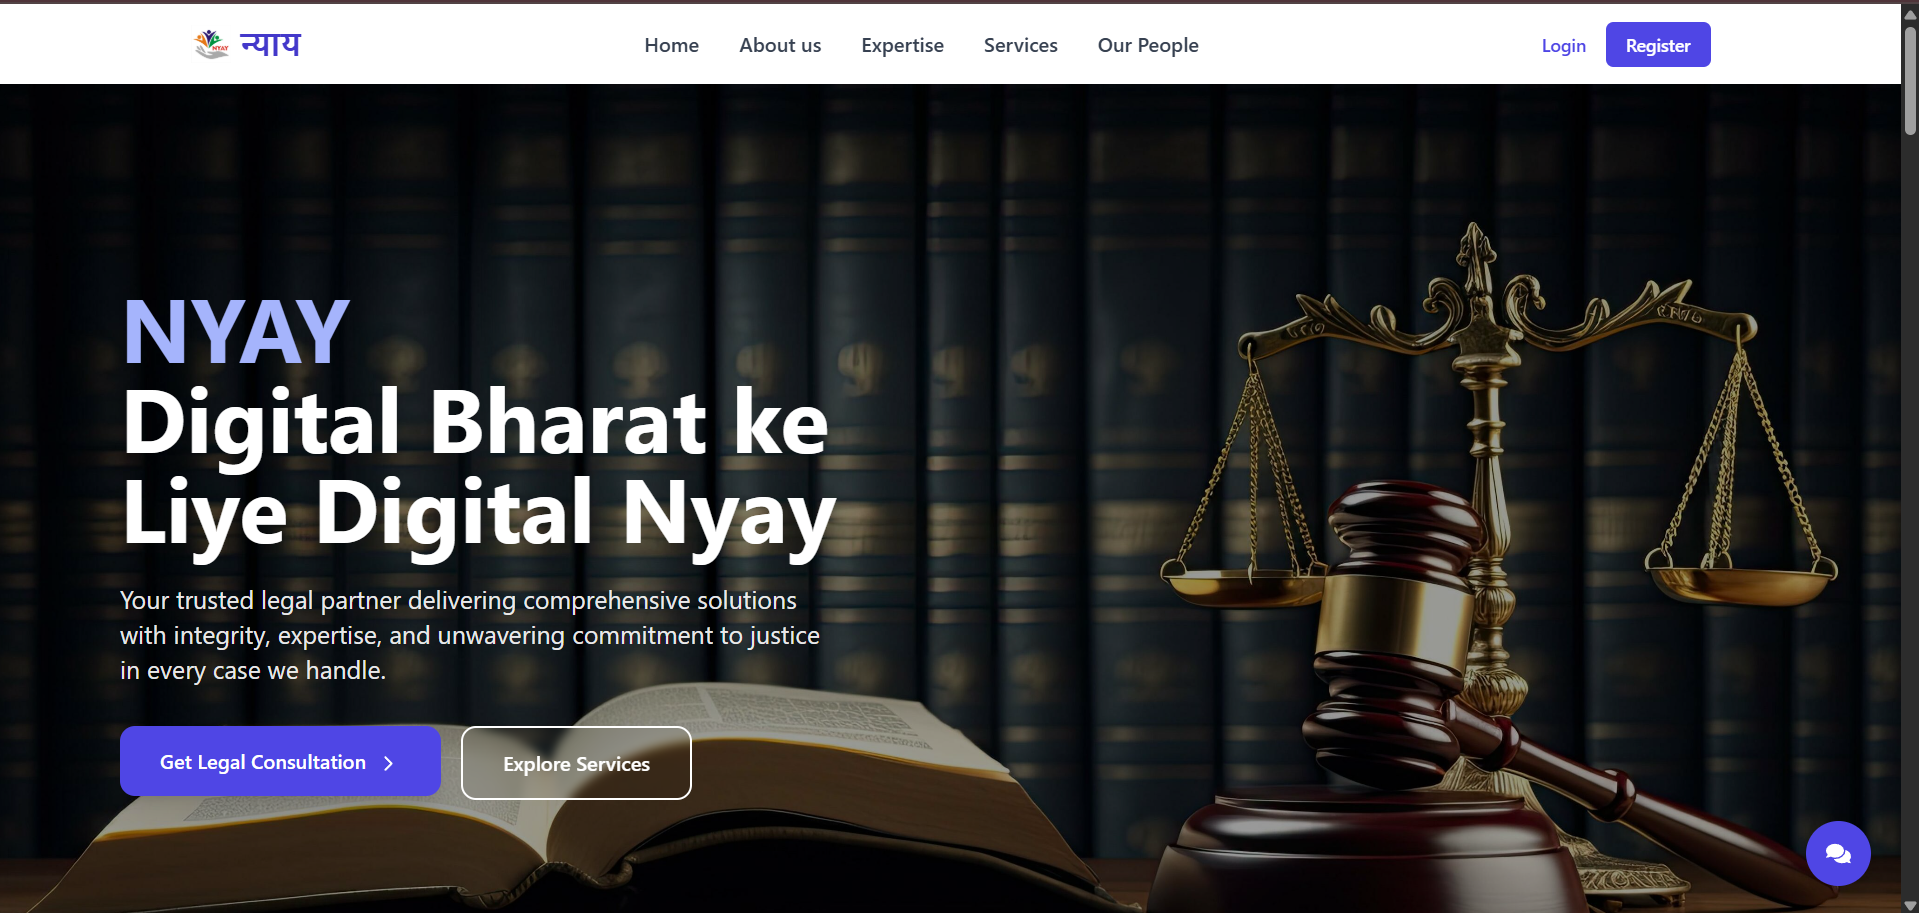 NYAY
न्याय
Home
About us
Expertise
Services
Our People
Login
Register
NYAY
Digital Bharat ke
Liye Digital Nyay
Your trusted legal partner delivering comprehensive solutions
with integrity, expertise, and unwavering commitment to justice
in every case we handle.
Get Legal Consultation
Explore Services